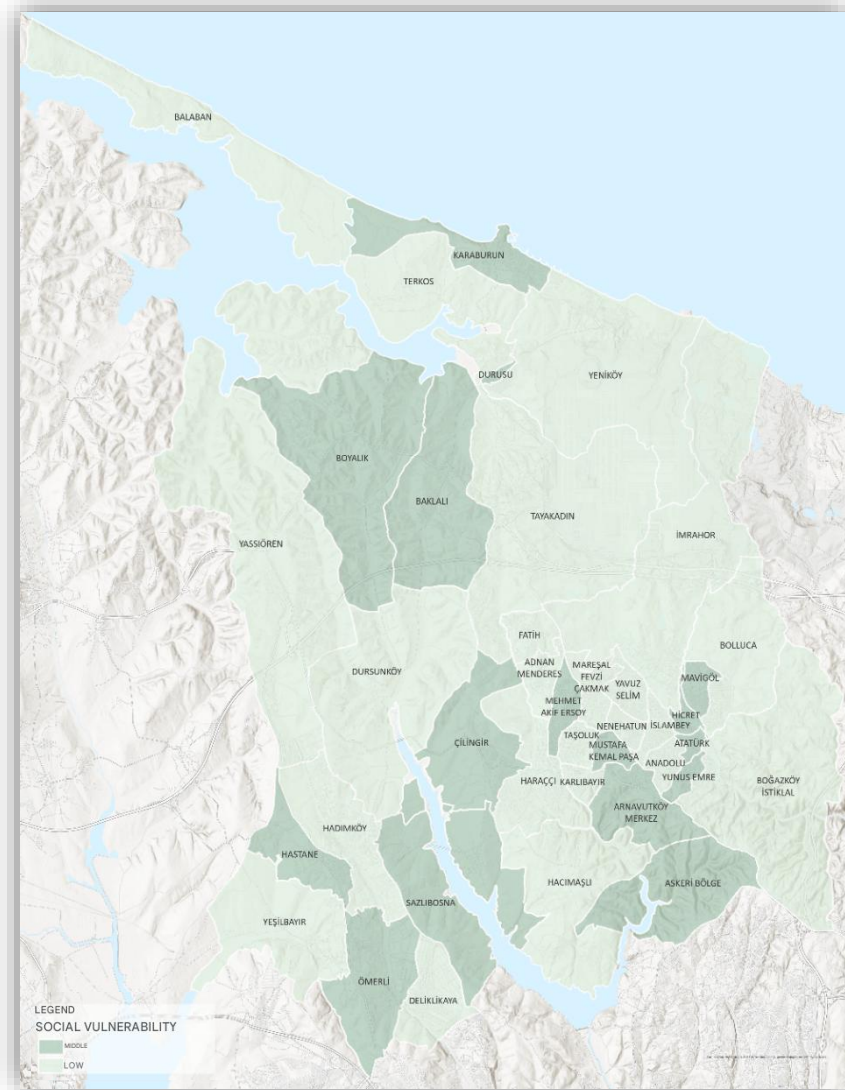 BALABAN
KARABURUN
TERKOS
DURUSU
YENİKÖY
BOYALIK
BAKLALI
TAYAKADIN
İMRAHOR
YASSIÖREN
FATİH
BOLLUCA
ADNAN
MENDERES
MAREŞAL
FEVZİ
ÇAKMAK
DURSUNKÖY
YAVUZ
SELİM
MAVİGÖL
MEHMET
AKİF ERSOY
HİCRET
NENEHATUN
İSLAMBEY
TAŞOLUK
ÇİLİNGİR
MUSTAFA
KEMAL PAŞA
ATATÜRK
ANADOLU
YUNUS EMRE
HARAÇÇI
KARLIBAYIR
BOĞAZKÖY
İSTİKLAL
ARNAVUTKÖY
MERKEZ
HADIMKÖY
HASTANE
HACIMAŞLI
ASKERİ BÖLGE
SAZLIBOSNA
YEŞİLBAYIR
ÖMERLİ
DELİKLİKAYA
LEGEND
SOCIAL VULNERABILITY
MIDDLE
LOW